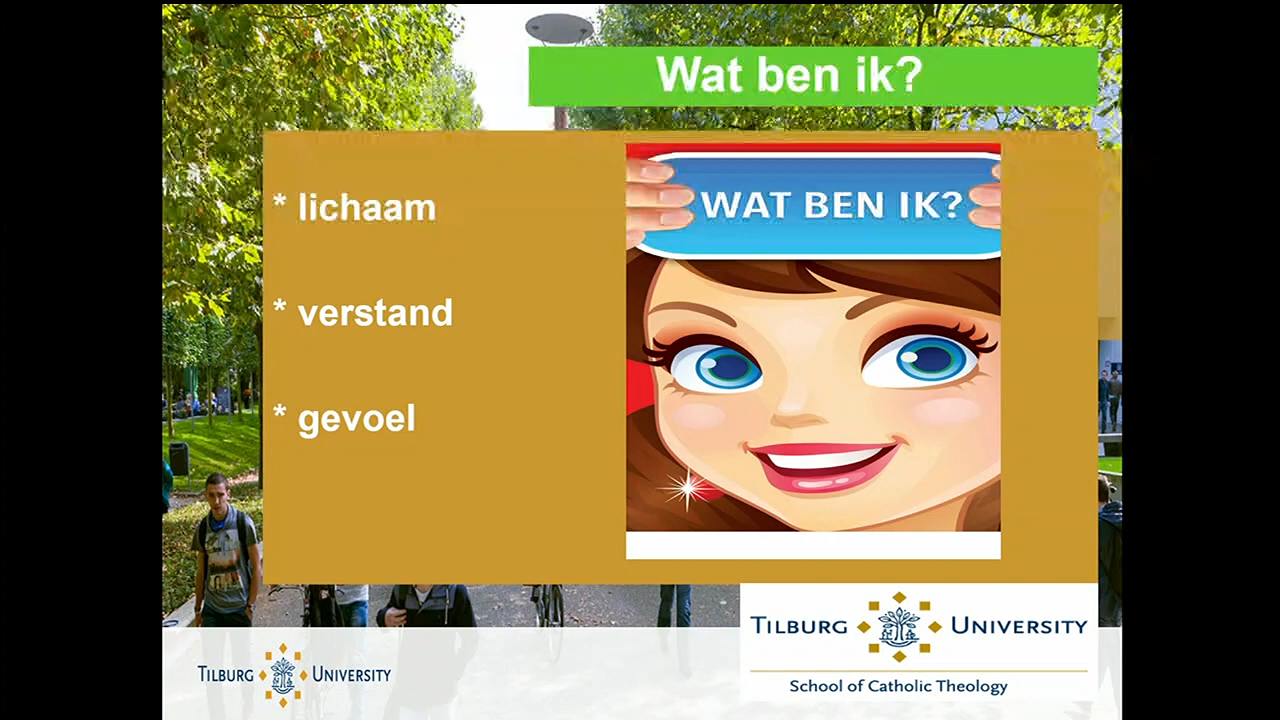 Wat ben ik?
* lichaam
* verstand
* gevoel
WAT BEN IK?
TILBURG UNIVERSITY
School of Catholic Theology
TILBURG UNIVERSITY